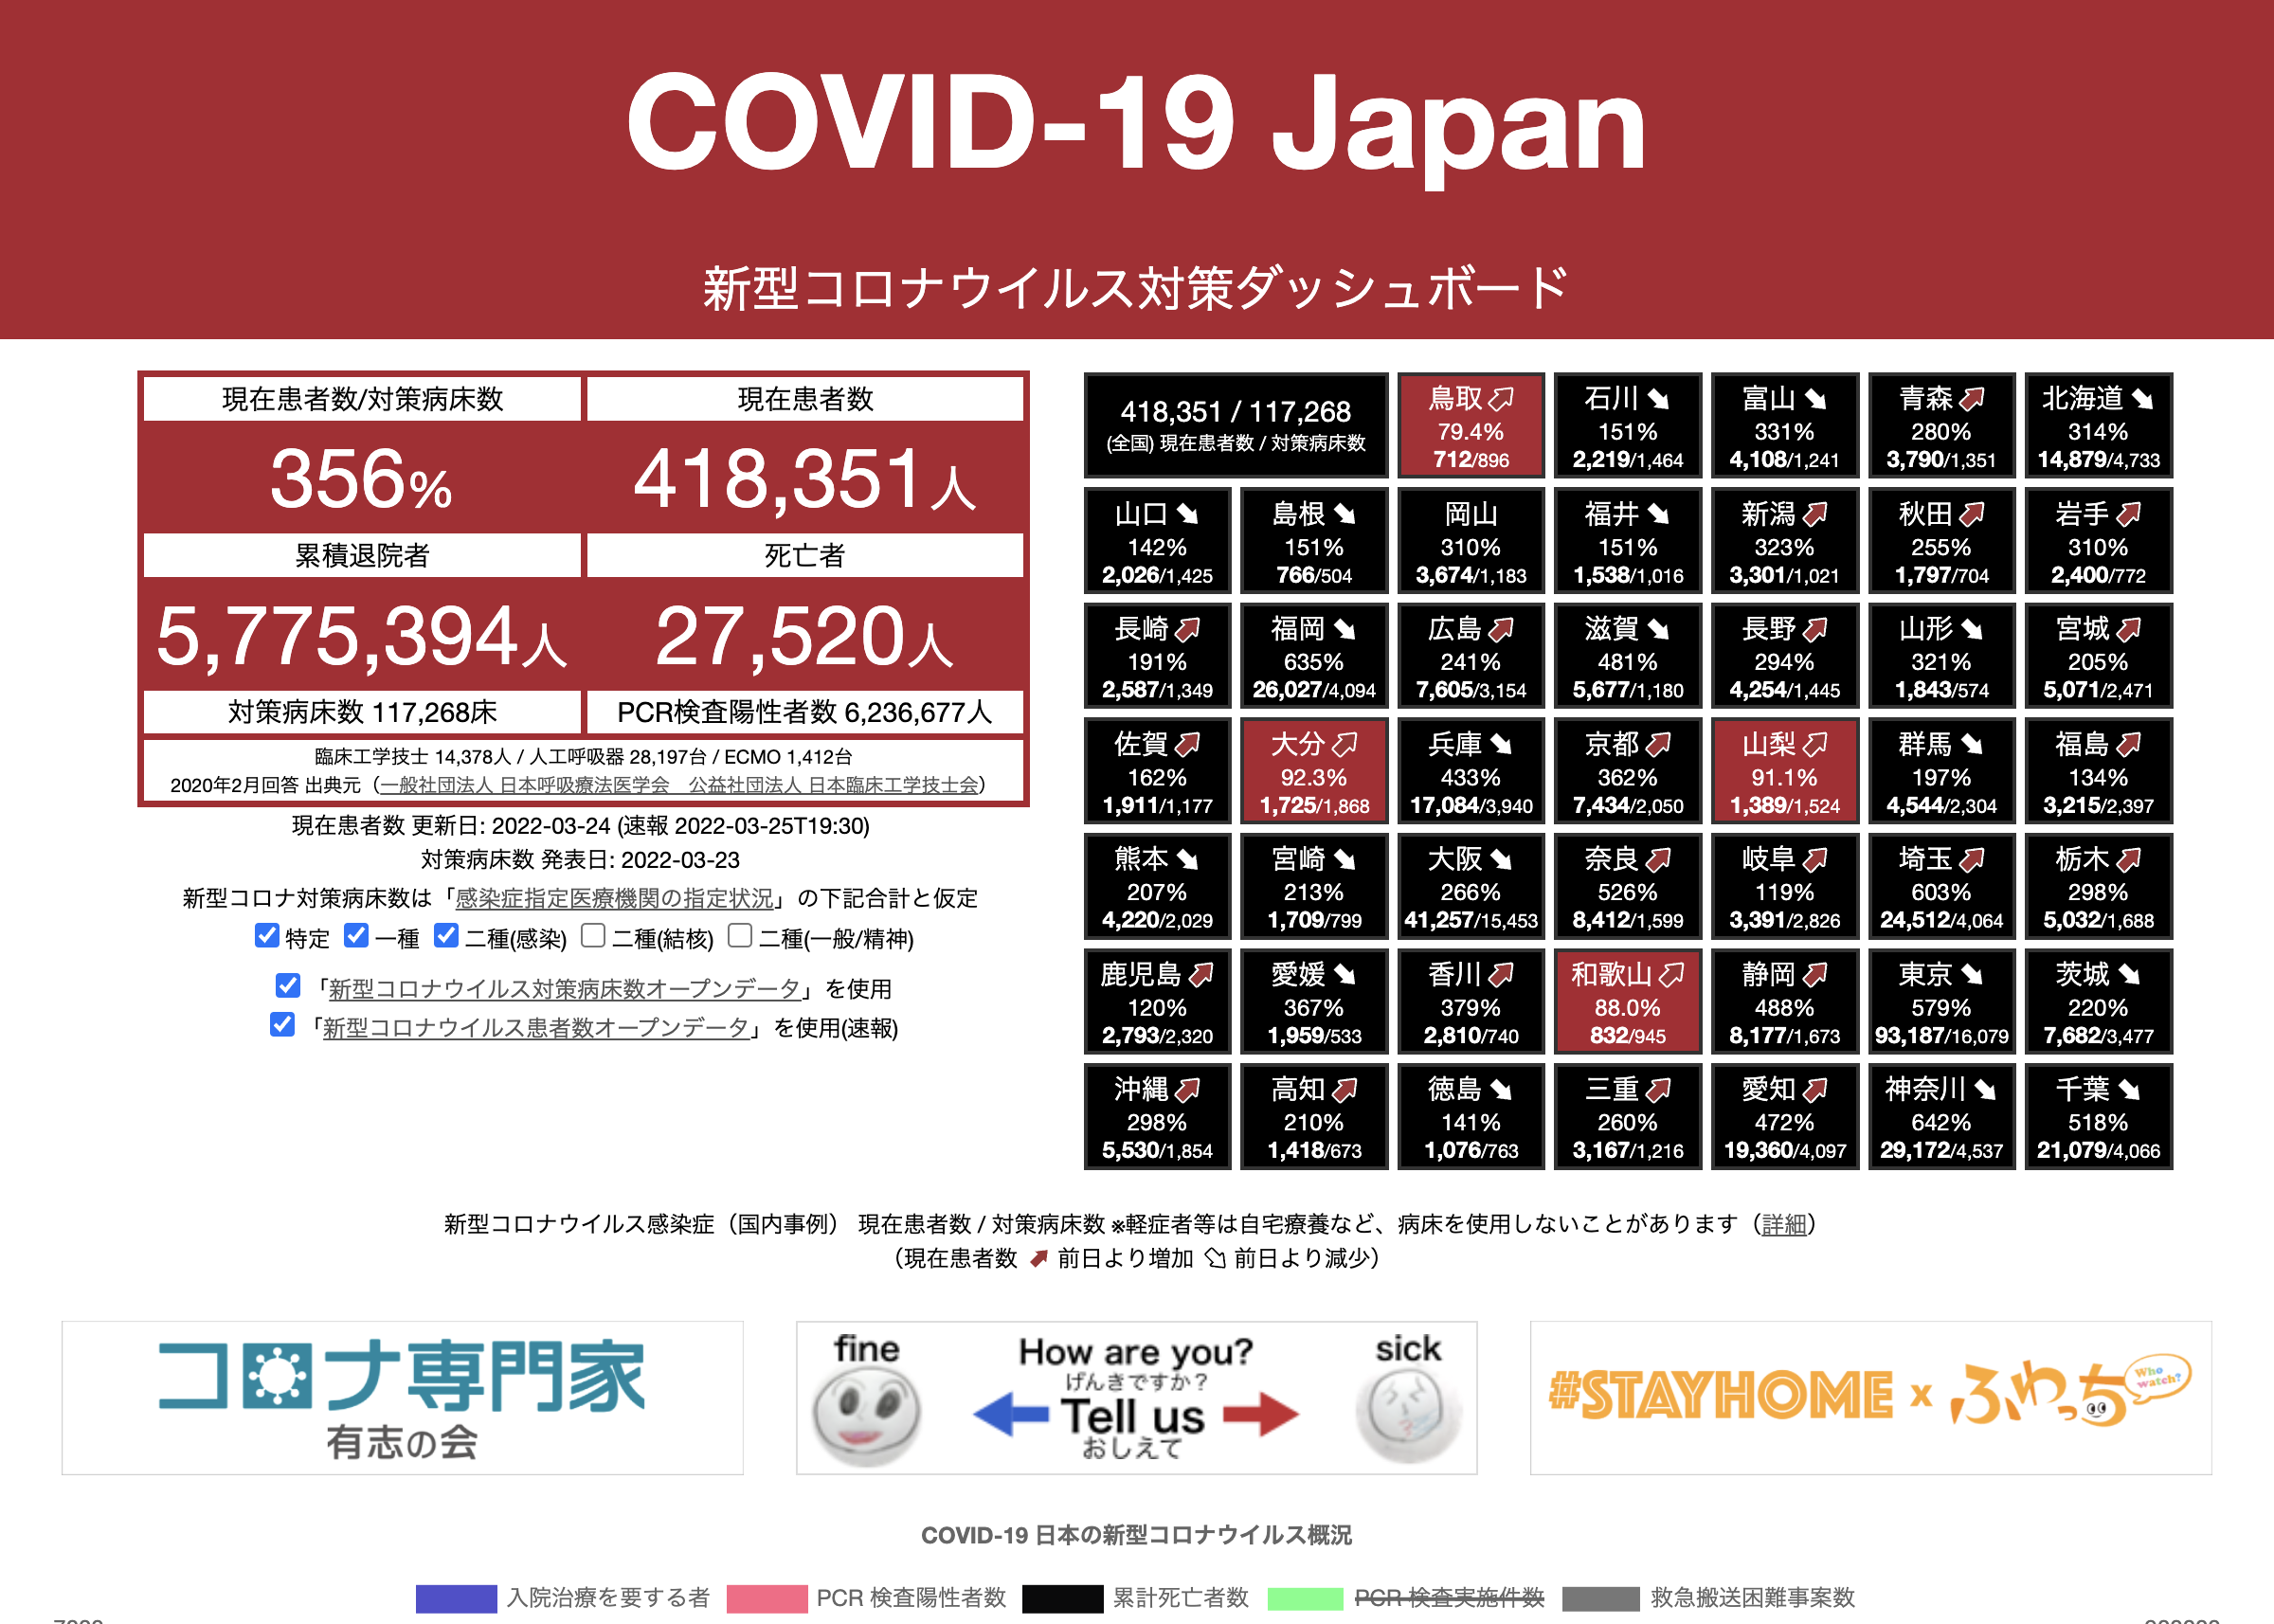 COVID-19 Japan
新型コロナウイルス対策ダッシュボード
現在患者数/対策病床数 現在患者数
356% 418,351人
累積退院者 死亡者
5,775,394人 27,520人
対策病床数 117,268床 PCR検査陽性者数 6,236,677人
臨床工学技士 14,378人 / 人工呼吸器 28,197台 / ECMO 1,412台
2020年2月回答 出典元（一般社団法人 日本呼吸療法医学会　公益社団法人 日本臨床工学技士会）
現在患者数 更新日: 2022-03-24 (速報 2022-03-25T19:30)
対策病床数 発表日: 2022-03-23
新型コロナ対策病床数は「感染症指定医療機関の指定状況」の下記合計と仮定
特定 一種 二種(感染) 二種(結核) 二種(一般/精神)
「新型コロナウイルス対策病床数オープンデータ」を使用
「新型コロナウイルス患者数オープンデータ」を使用(速報)
418,351 / 117,268
(全国) 現在患者数 / 対策病床数
鳥取
79.4%
712/896
石川
151%
2,219/1,464
富山
331%
4,108/1,241
青森
280%
3,790/1,351
北海道
314%
14,879/4,733
山口
142%
2,026/1,425
島根
151%
766/504
岡山
310%
3,674/1,183
福井
151%
1,538/1,016
新潟
323%
3,301/1,021
秋田
255%
1,797/704
岩手
310%
2,400/772
長崎
191%
2,587/1,349
福岡
635%
26,027/4,094
広島
241%
7,605/3,154
滋賀
481%
5,677/1,180
長野
294%
4,254/1,445
山形
321%
1,843/574
宮城
205%
5,071/2,471
佐賀
162%
1,911/1,177
大分
92.3%
1,725/1,868
兵庫
433%
17,084/3,940
京都
362%
7,434/2,050
山梨
91.1%
1,389/1,524
群馬
197%
4,544/2,304
福島
134%
3,215/2,397
熊本
207%
4,220/2,029
宮崎
213%
1,709/799
大阪
266%
41,257/15,453
奈良
526%
8,412/1,599
岐阜
119%
3,391/2,826
埼玉
603%
24,512/4,064
栃木
298%
5,032/1,688
鹿児島
120%
2,793/2,320
愛媛
367%
1,959/533
香川
379%
2,810/740
和歌山
88.0%
832/945
静岡
488%
8,177/1,673
東京
579%
93,187/16,079
茨城
220%
7,682/3,477
沖縄
298%
5,530/1,854
高知
210%
1,418/673
徳島
141%
1,076/763
三重
260%
3,167/1,216
愛知
472%
19,360/4,097
神奈川
642%
29,172/4,537
千葉
518%
21,079/4,066
新型コロナウイルス感染症（国内事例） 現在患者数 / 対策病床数 ※軽症者等は自宅療養など、病床を使用しないことがあります（詳細）
（現在患者数 前日より増加 前日より減少）
コロナ専門家
有志の会
fine How are you? sick
げんきですか？
Tell us
おしえて
#STAYHOME x ふわっち
Who watch?
COVID-19 日本の新型コロナウイルス概況
入院治療を要する者 PCR 検査陽性者数 累計死亡者数 PCR 検査実施件数 救急搬送困難事案数